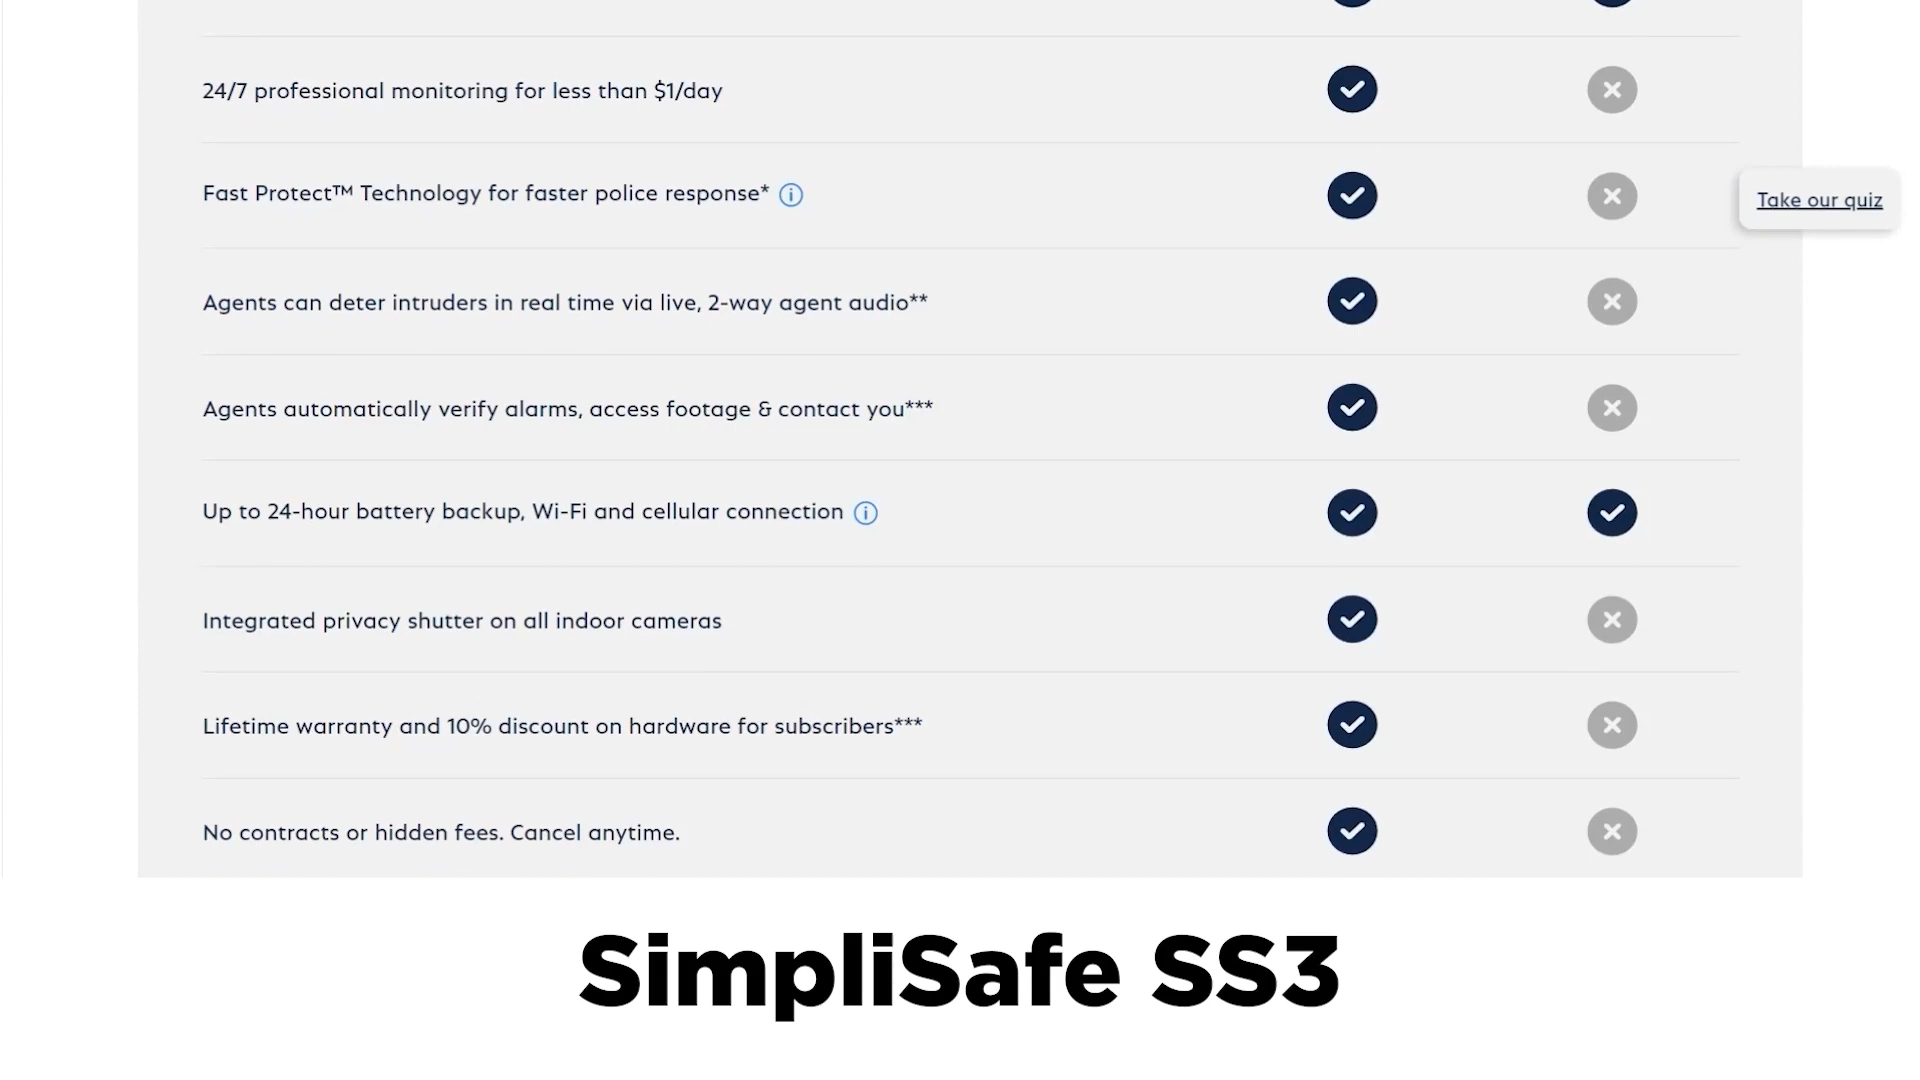 24/7 professional monitoring for less than $1/day
Fast Protect™ Technology for faster police response*
Take our quiz
Agents can deter intruders in real time via live, 2-way agent audio**
Agents automatically verify alarms, access footage & contact you***
Up to 24-hour battery backup, Wi-Fi and cellular connection
Integrated privacy shutter on all indoor cameras
Lifetime warranty and 10% discount on hardware for subscribers***
No contracts or hidden fees. Cancel anytime.
SimpliSafe SS3